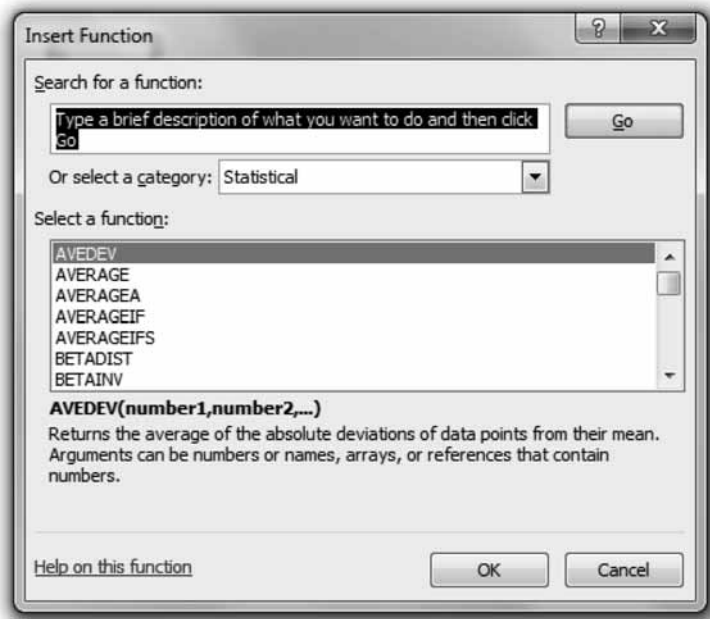 Insert Function
Search for a function:
Type a brief description of what you want to do and then click
Go
Go
Or select a category: Statistical
Select a function:
AVEDEV
AVERAGE
AVERAGEA
AVERAGEIF
AVERAGEIFS
BETADIST
BETAINV
AVEDEV(number1,number2,...)
Returns the average of the absolute deviations of data points from their mean.
Arguments can be numbers or names, arrays, or references that contain
numbers.
Help on this function
OK
Cancel